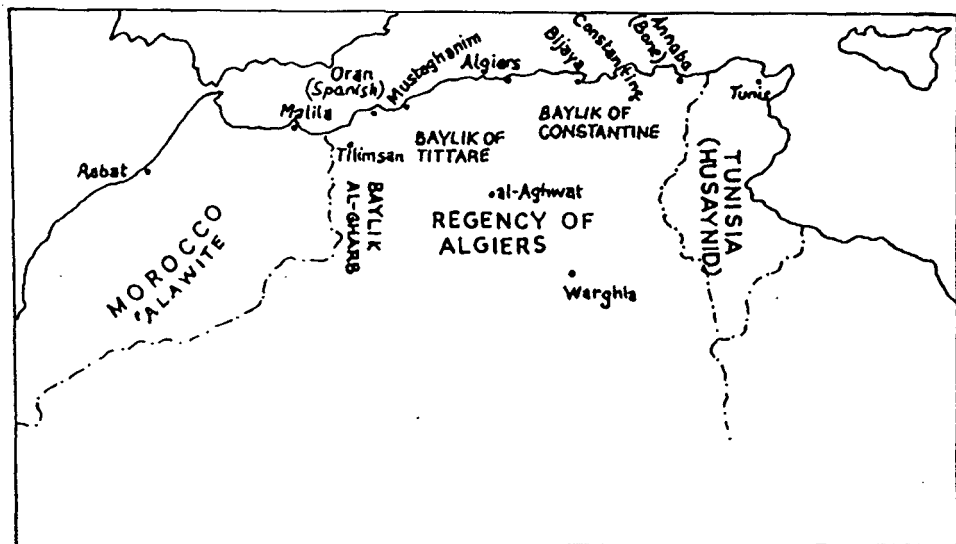 Oran
(Spanish)
Mustaghanim
Algiers
Bijaya
Constantine
Annaba
(Bone)
Tunis
Malila
Tilimsan
BAYLIK OF
TITTARE
BAYLIK OF
CONSTANTINE
Rabat
BAYLIK
AL-GHARB
al-Aghwat
REGENCY OF
ALGIERS
TUNISIA
(HUSAYNID)
Warghla
MOROCCO
'ALAWITE